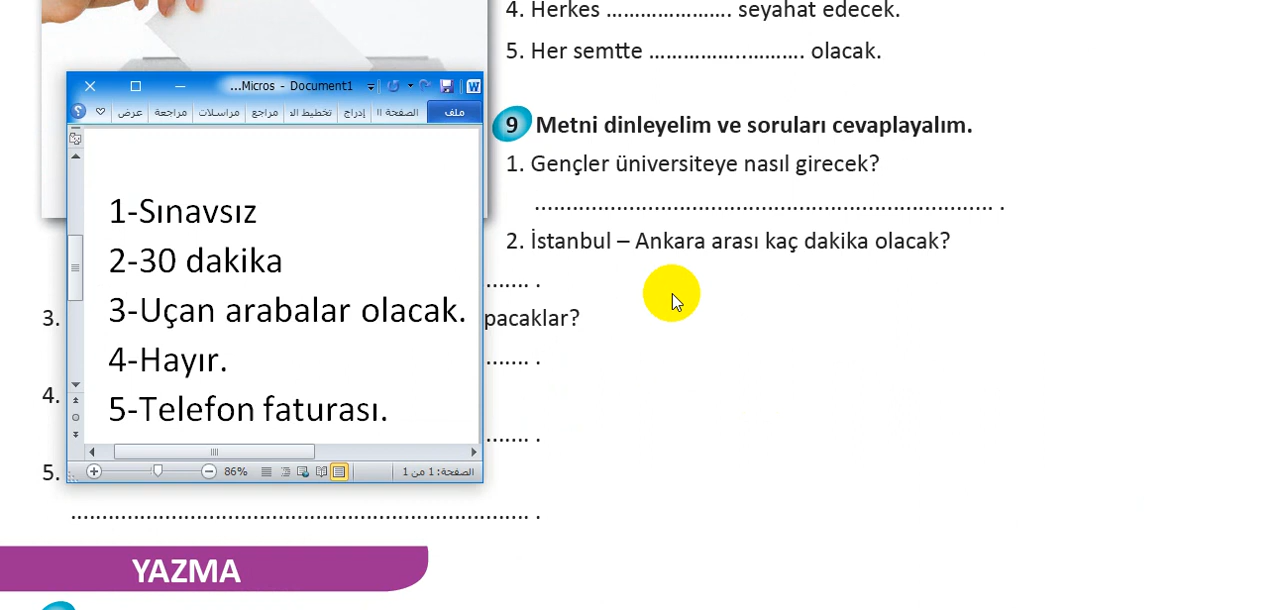 4. Herkes ..................... seyahat edecek.
5. Her semtte .......................... olacak.
...Micros - Document1
ملف
الصفحة اا
إدراج
تخطيط الـ
مراجع
مراسلات
مراجعة
عرض
9 Metni dinleyelim ve soruları cevaplayalım.
1. Gençler üniversiteye nasıl girecek?
......................................................................... .
2. İstanbul – Ankara arası kaç dakika olacak?
....... .
1-Sınavsız
2-30 dakika
3-Uçan arabalar olacak.
4-Hayır.
5-Telefon faturası.
3. pacaklar?
....... .
4.
....... .
86%
الصفحة: 1 من 1
5.
......................................................................... .
YAZMA